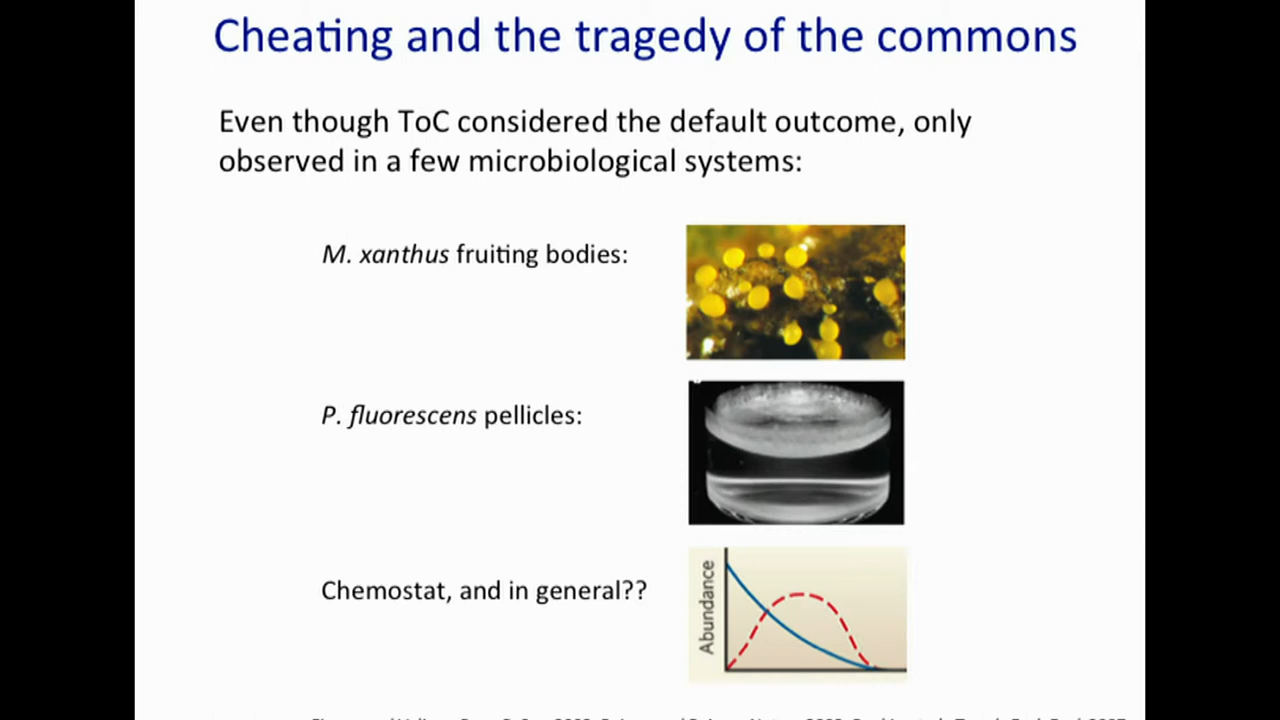 Cheating and the tragedy of the commons
Even though ToC considered the default outcome, only
observed in a few microbiological systems:
M. xanthus fruiting bodies:
P. fluorescens pellicles:
Chemostat, and in general??
Abundance